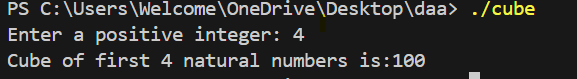 PS C:\Users\Welcome\OneDrive\Desktop\daa> ./cube
Enter a positive integer: 4
Cube of first 4 natural numbers is:100